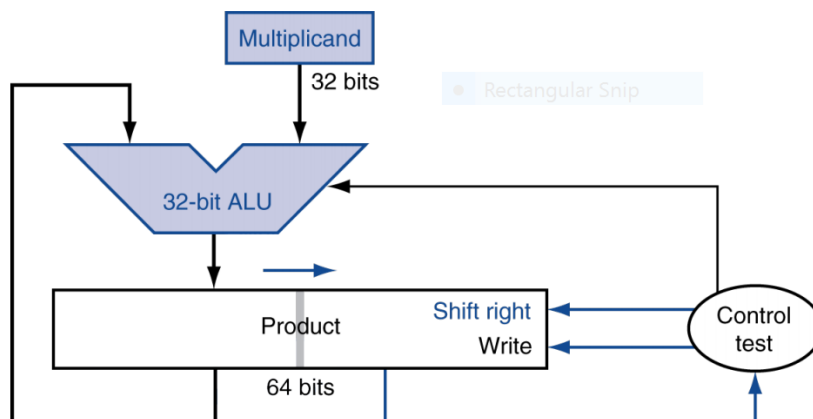 Multiplicand
32 bits
Rectangular Snip
32-bit ALU
Product
Shift right
Write
Control
test
64 bits